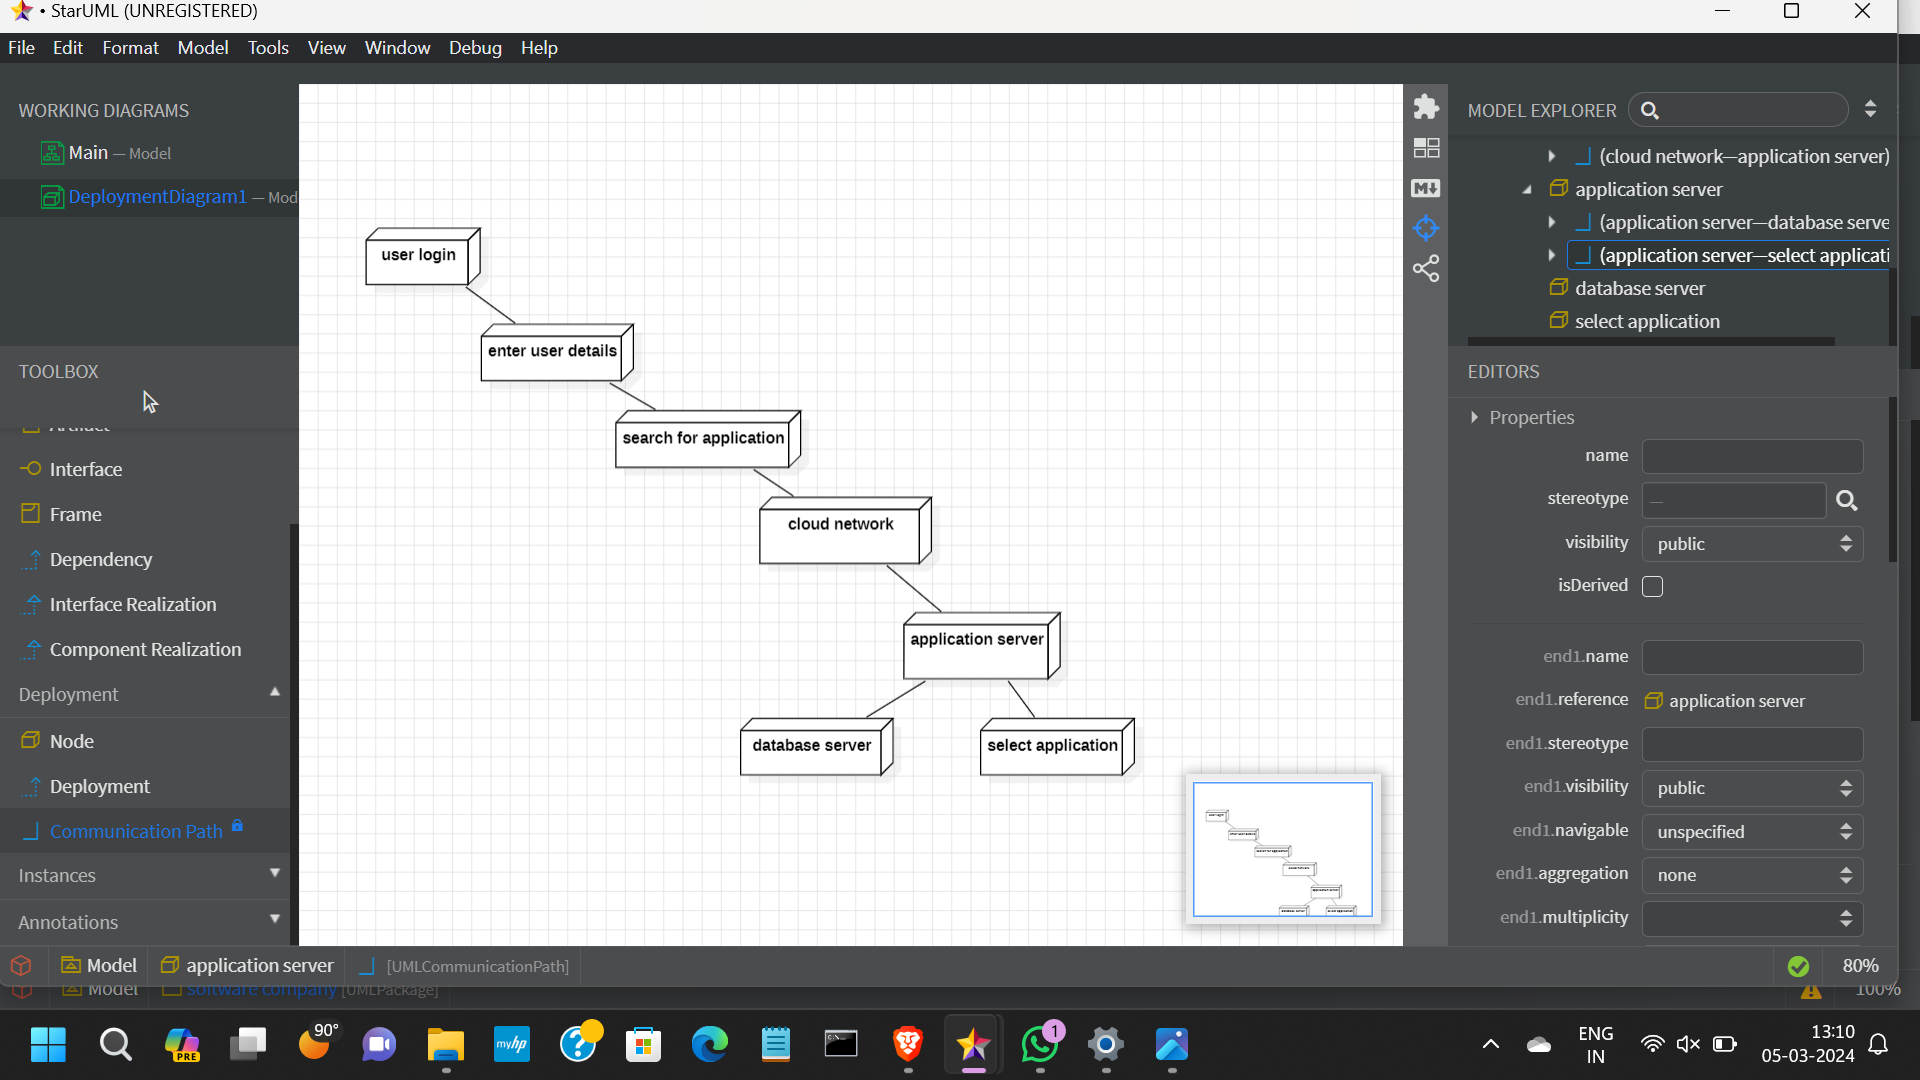 • StarUML (UNREGISTERED)
File Edit Format Model Tools View Window Debug Help
WORKING DIAGRAMS
Main — Model
DeploymentDiagram1 — Mod
TOOLBOX
Artifact
Interface
Frame
Dependency
Interface Realization
Component Realization
Deployment
Node
Deployment
Communication Path
Instances
Annotations
user login
enter user details
search for application
cloud network
application server
database server
select application
MODEL EXPLORER
(cloud network—application server)
application server
(application server—database serve
(application server—select applicati
database server
select application
EDITORS
Properties
name
stereotype —
visibility public
isDerived
end1.name
end1.reference application server
end1.stereotype
end1.visibility public
end1.navigable unspecified
end1.aggregation none
end1.multiplicity
Model application server [UMLCommunicationPath] 80%
Model software company [UMLPackage] 100%
PRE
90°
myhp
1
ENG
IN
13:10
05-03-2024